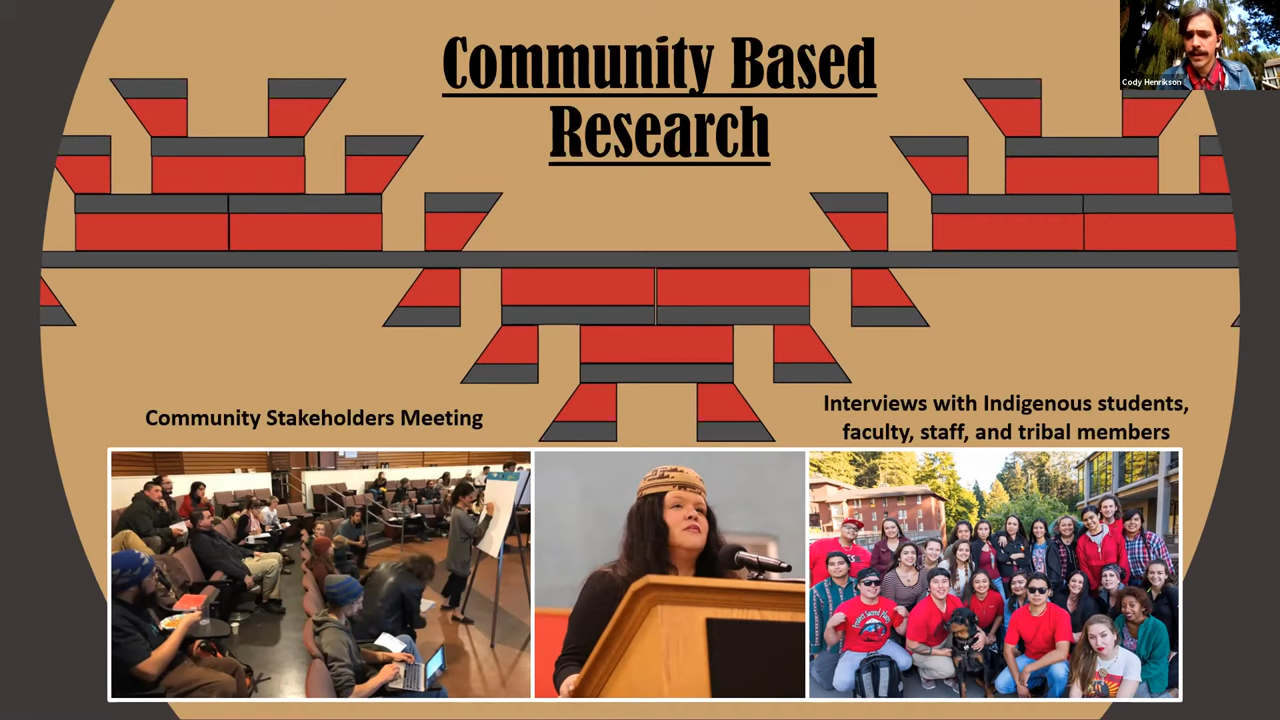 Community Based
Research
Cody Henrikson
Community Stakeholders Meeting
Interviews with Indigenous students,
faculty, staff, and tribal members